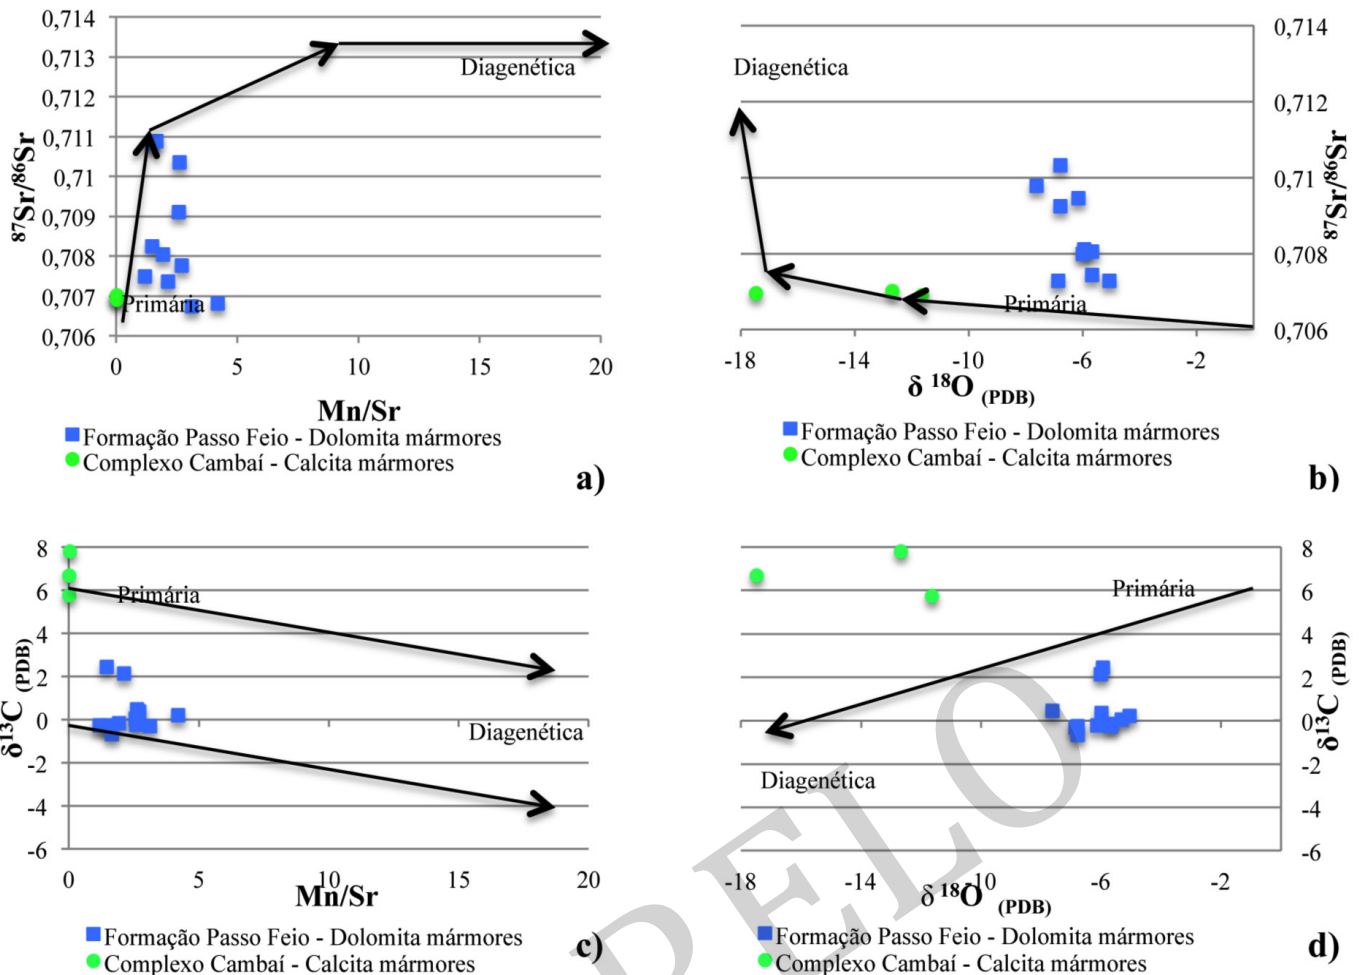 0,714
0,713
0,712
0,711
0,71
0,709
0,708
0,707
0,706
87Sr/86Sr
Diagenética
Primária
0 5 10 15 20
Mn/Sr
Formação Passo Feio - Dolomita mármores
Complexo Cambaí - Calcita mármores
a)
0,714
0,712
0,71
0,708
0,706
87Sr/86Sr
Diagenética
Primária
-18 -14 -10 -6 -2
δ 18O (PDB)
Formação Passo Feio - Dolomita mármores
Complexo Cambaí - Calcita mármores
b)
8
6
4
2
0
-2
-4
-6
δ13C (PDB)
Primária
Diagenética
0 5 10 15 20
Mn/Sr
Formação Passo Feio - Dolomita mármores
Complexo Cambaí - Calcita mármores
c)
8
6
4
2
0
-2
-4
-6
δ13C (PDB)
Primária
Diagenética
-18 -14 -10 -6 -2
δ 18O (PDB)
Formação Passo Feio - Dolomita mármores
Complexo Cambaí - Calcita mármores
d)
PELO